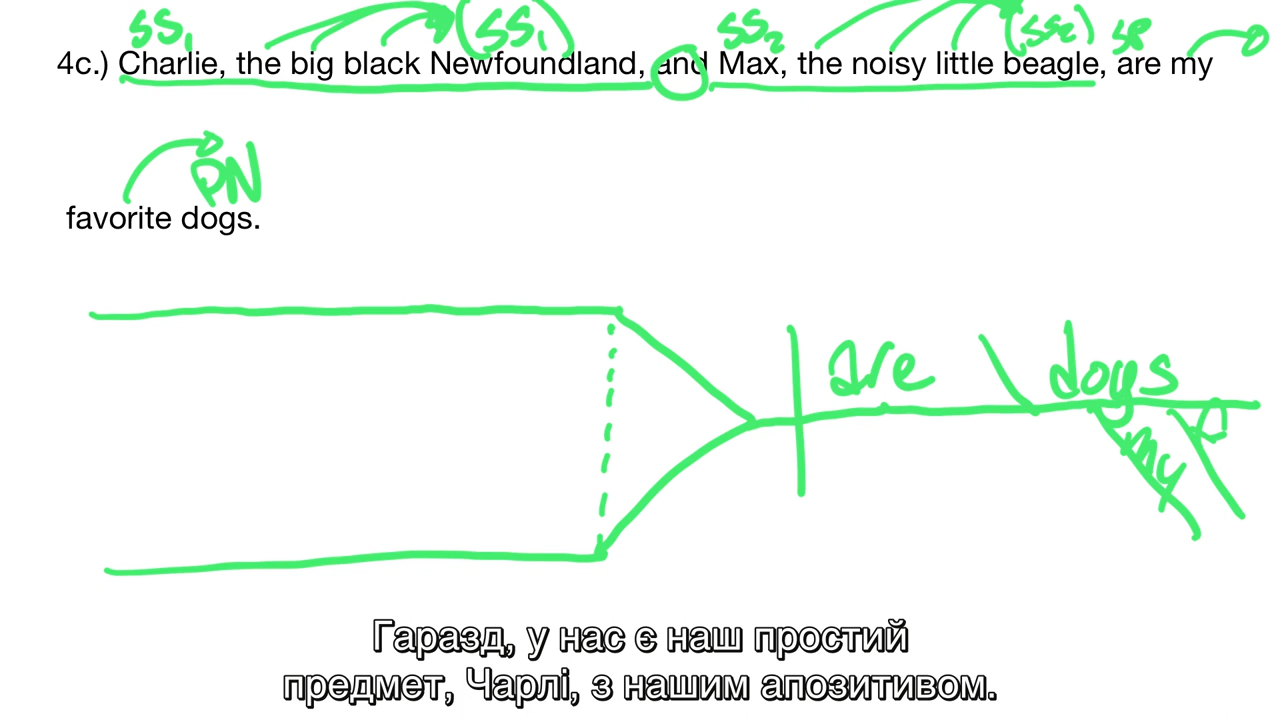 SS₁ (SS₁) SS₂ (SS₂) SP
4c.) Charlie, the big black Newfoundland, and Max, the noisy little beagle, are my
PN
favorite dogs.
are dogs
my f
Гаразд, у нас є наш простий
предмет, Чарлі, з нашим апозитивом.